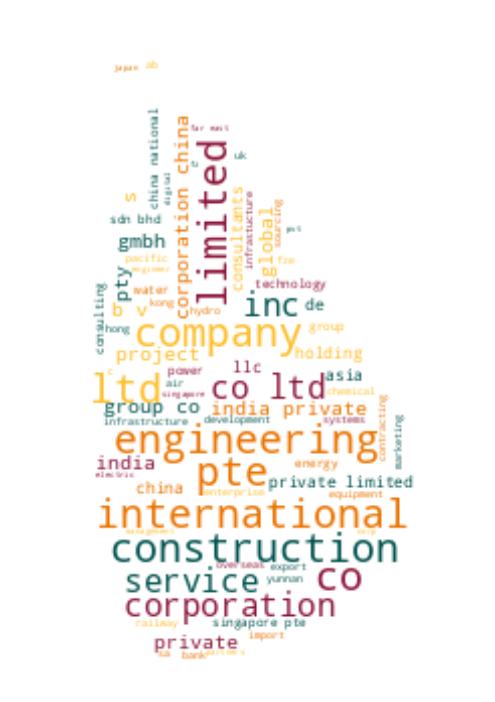 japan
ab
china national
corporation china
far east
limited
uk
digital
s
consultants
infrastructure
sourcing
global
sdn bhd
gmbh
pacific
engineer
fze
pty
water
technology
kong
consulting
b v
hydro
inc
de
hong
company
group
project
holding
llc
c
power
air
asia
ltd
singapore
co ltd
chemical
group co
india private
infrastructure
development
systems
contracting
marketing
engineering
india
electric
pte
energy
private limited
china
enterprise
equipment
international
management
corp
construction
overseas
export
service
yunnan
co
corporation
railway
singapore pte
import
private
sa
bank
partners